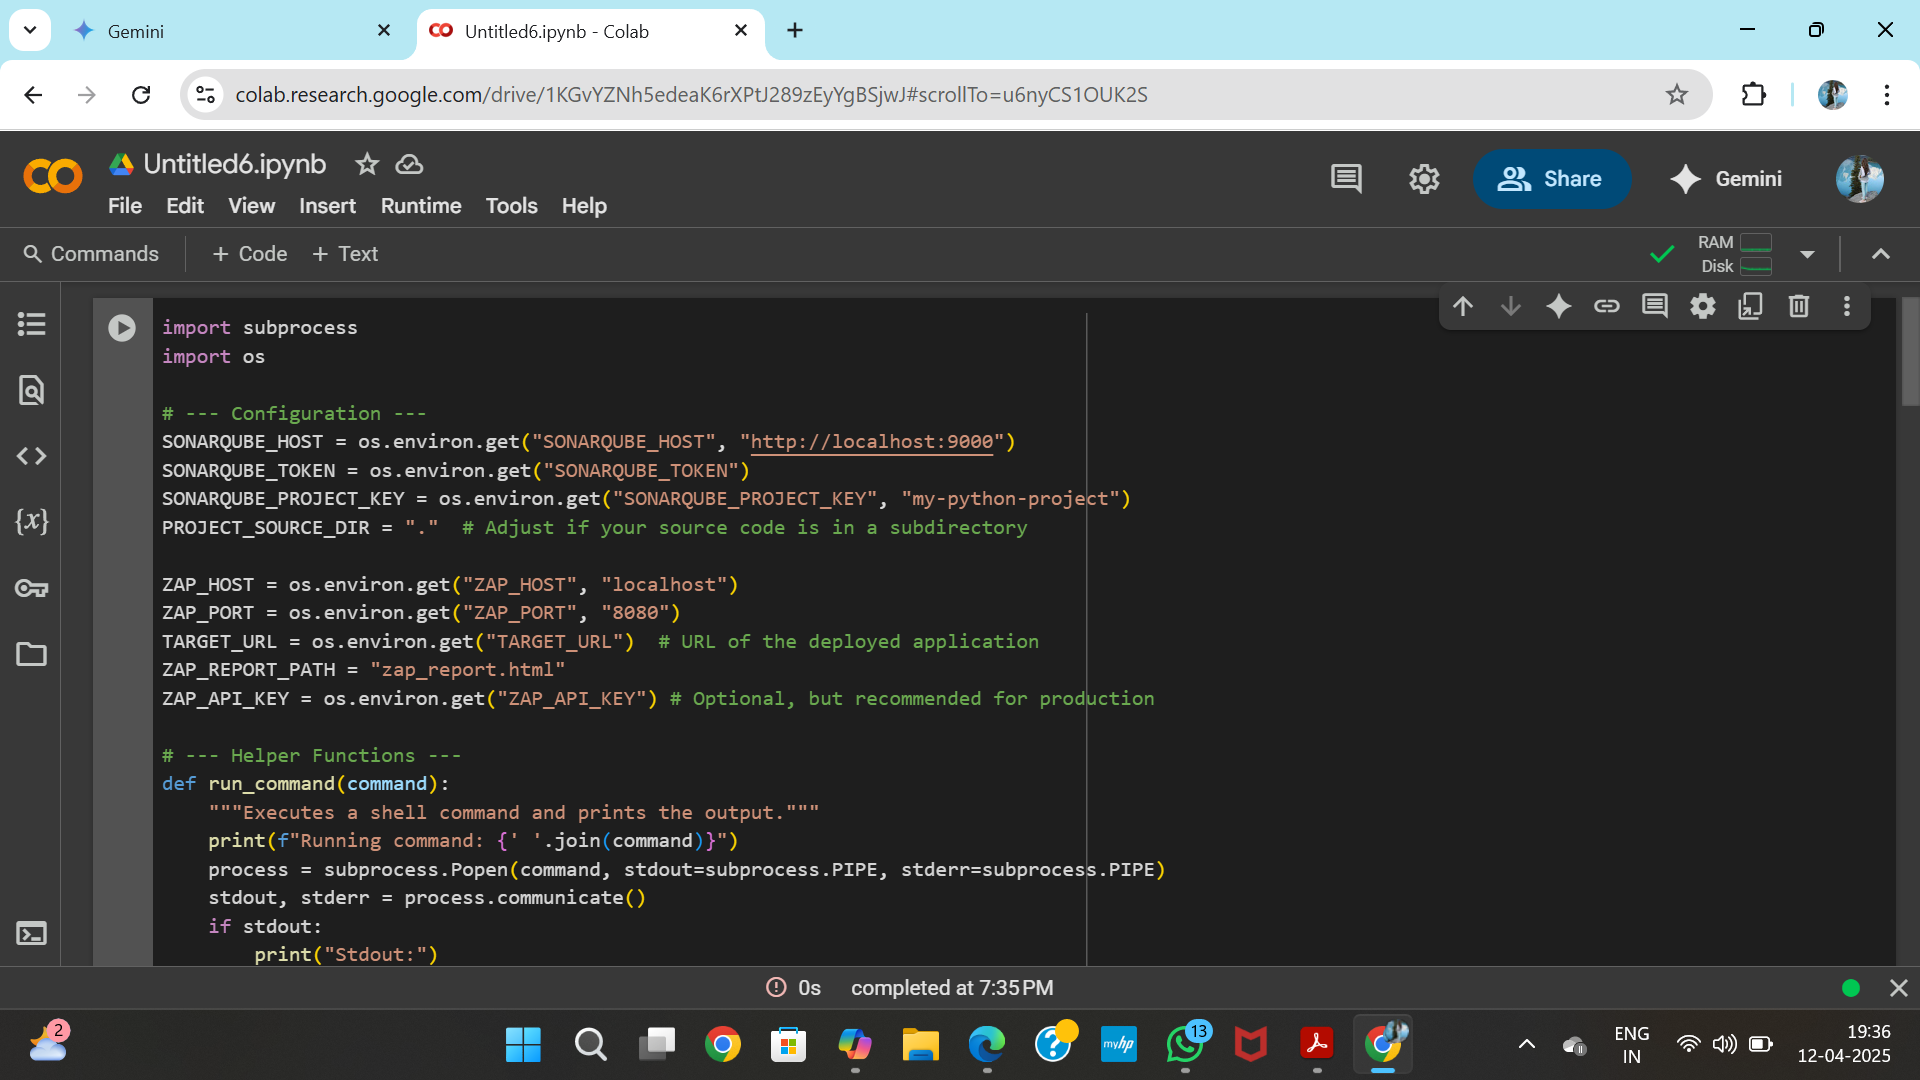 Gemini
Untitled6.ipynb - Colab
colab.research.google.com/drive/1KGvYZNh5edeaK6rXPtJ289zEyYgBSjwJ#scrollTo=u6nyCS1OUK2S
CO
Untitled6.ipynb
Share
Gemini
File Edit View Insert Runtime Tools Help
Commands + Code + Text
RAM
Disk
import subprocess
import os
# --- Configuration ---
SONARQUBE_HOST = os.environ.get("SONARQUBE_HOST", "http://localhost:9000")
SONARQUBE_TOKEN = os.environ.get("SONARQUBE_TOKEN")
SONARQUBE_PROJECT_KEY = os.environ.get("SONARQUBE_PROJECT_KEY", "my-python-project")
PROJECT_SOURCE_DIR = "."  # Adjust if your source code is in a subdirectory
ZAP_HOST = os.environ.get("ZAP_HOST", "localhost")
ZAP_PORT = os.environ.get("ZAP_PORT", "8080")
TARGET_URL = os.environ.get("TARGET_URL")  # URL of the deployed application
ZAP_REPORT_PATH = "zap_report.html"
ZAP_API_KEY = os.environ.get("ZAP_API_KEY") # Optional, but recommended for production
# --- Helper Functions ---
def run_command(command):
    """Executes a shell command and prints the output."""
    print(f"Running command: {' '.join(command)}")
    process = subprocess.Popen(command, stdout=subprocess.PIPE, stderr=subprocess.PIPE)
    stdout, stderr = process.communicate()
    if stdout:
        print("Stdout:")
0s completed at 7:35 PM
2
myhp
13
ENG
IN
19:36
12-04-2025